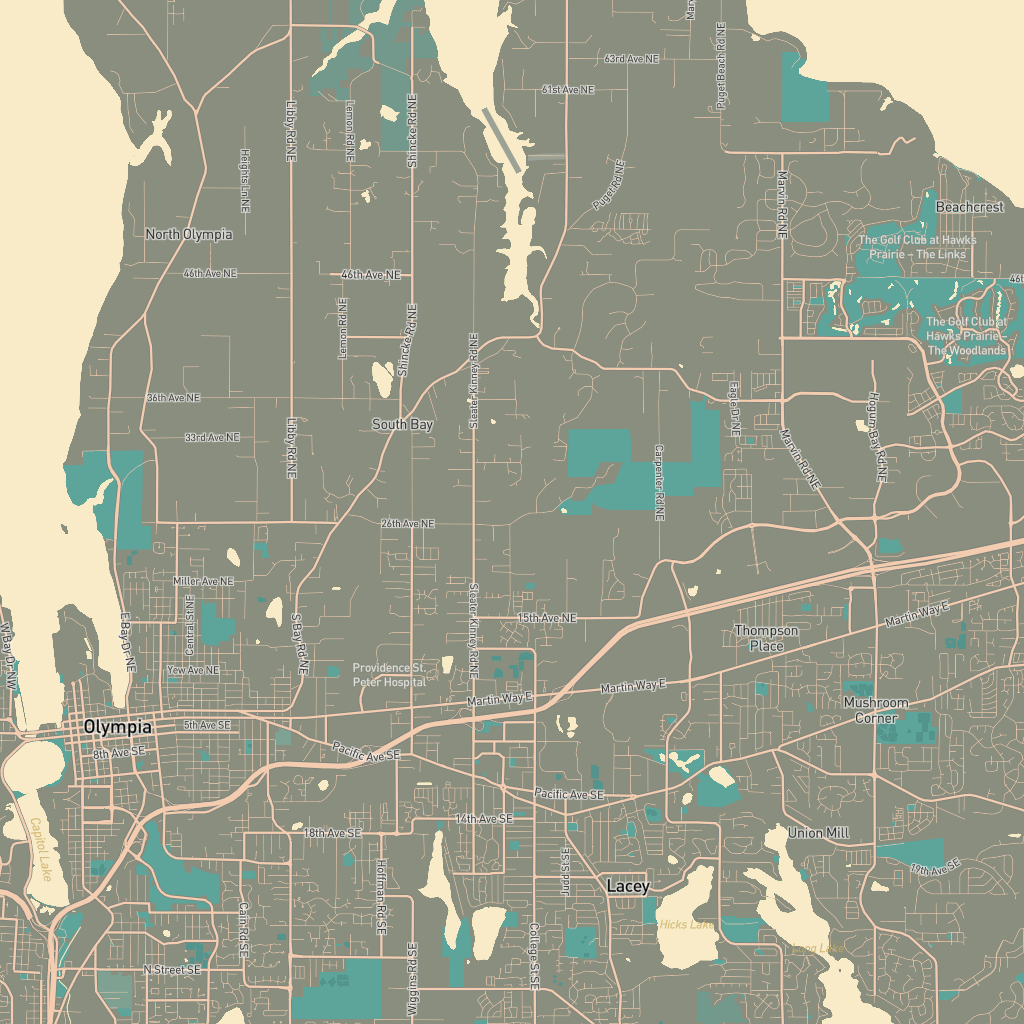 Mar
Puget Beach Rd NE
63rd Ave NE
61st Ave NE
Libby Rd NE
Lemon Rd NE
Shincke Rd NE
Heights Ln NE
Puget Rd NE
Marvin Rd NE
Beachcrest
North Olympia
The Golf Club at Hawks
Prairie - The Links
46th Ave NE
46th Ave NE
46
Lemon Rd NE
Shincke Rd NE
Sleater Kinney Rd NE
The Golf Club at
Hawks Prairie -
The Woodlands
36th Ave NE
Eagle Dr NE
Hogum Bay Rd NE
South Bay
33rd Ave NE
Libby Rd NE
Marvin Rd NE
Carpenter Rd NE
26th Ave NE
Miller Ave NE
Central St NE
E Bay Dr NE
W Bay Dr NW
S Bay Rd NE
Sleater Kinney Rd NE
15th Ave NE
Martin Way E
Thompson
Place
Yew Ave NE
Providence St.
Peter Hospital
Martin Way E
Martin Way E
Mushroom
Corner
Olympia
5th Ave SE
8th Ave SE
Pacific Ave SE
Pacific Ave SE
14th Ave SE
18th Ave SE
Union Mill
Capitol Lake
Hoffman Rd SE
Judd St SE
19th Ave SE
Lacey
Cain Rd SE
Hicks Lake
Long Lake
College St SE
N Street SE
Wiggins Rd SE